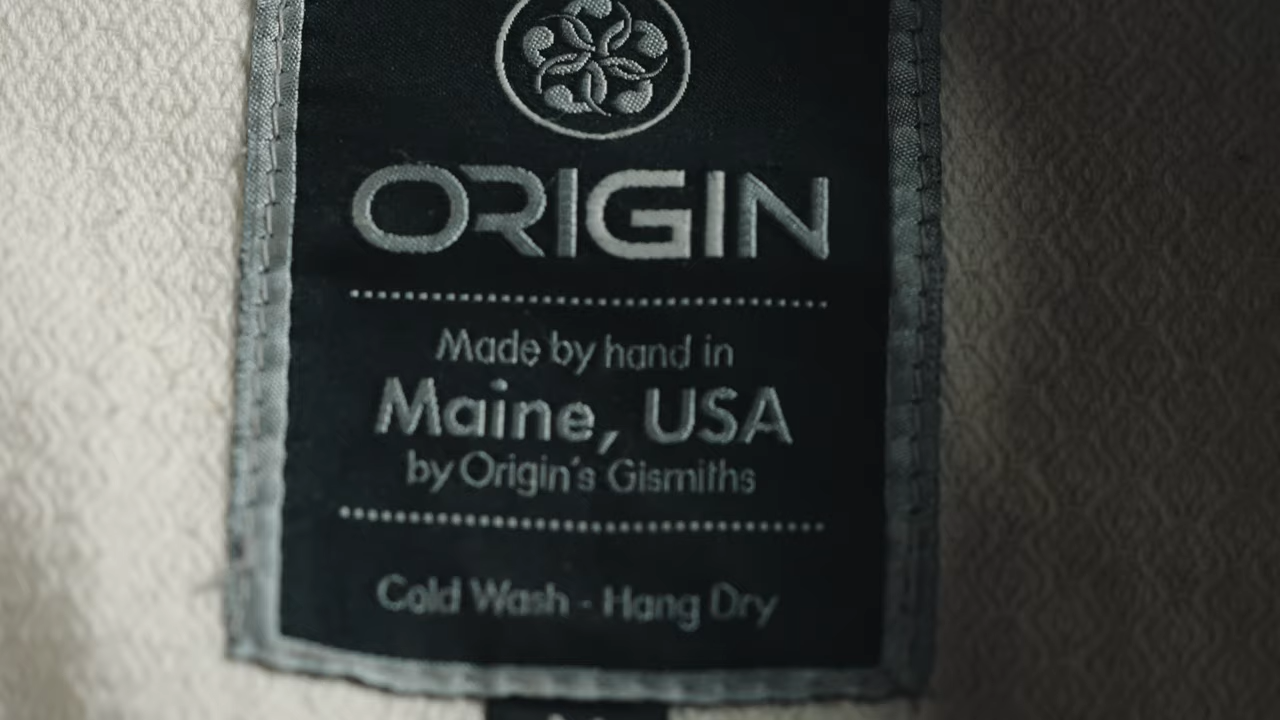 ORIGIN
Made by hand in
Maine, USA
by Origin's Gismiths
Cold Wash - Hang Dry